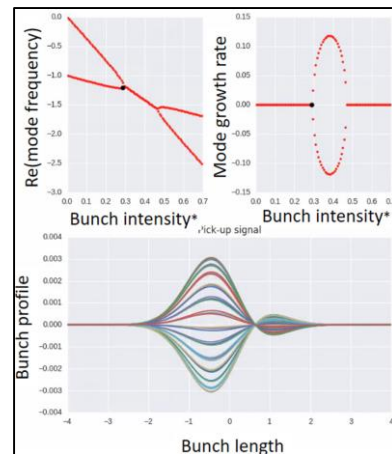 Re(mode frequency)
0.0
-0.5
-1.0
-1.5
-2.0
-2.5
-3.0
0.0 0.1 0.2 0.3 0.4 0.5 0.6 0.7
Bunch intensity*
Mode growth rate
0.15
0.10
0.05
0.00
-0.05
-0.10
-0.15
0.0 0.1 0.2 0.3 0.4 0.5 0.6 0.7
Bunch intensity*
Pick-up signal
Bunch profile
0.004
0.003
0.002
0.001
0.000
-0.001
-0.002
-0.003
-0.004
-4 -3 -2 -1 0 1 2 3 4
Bunch length